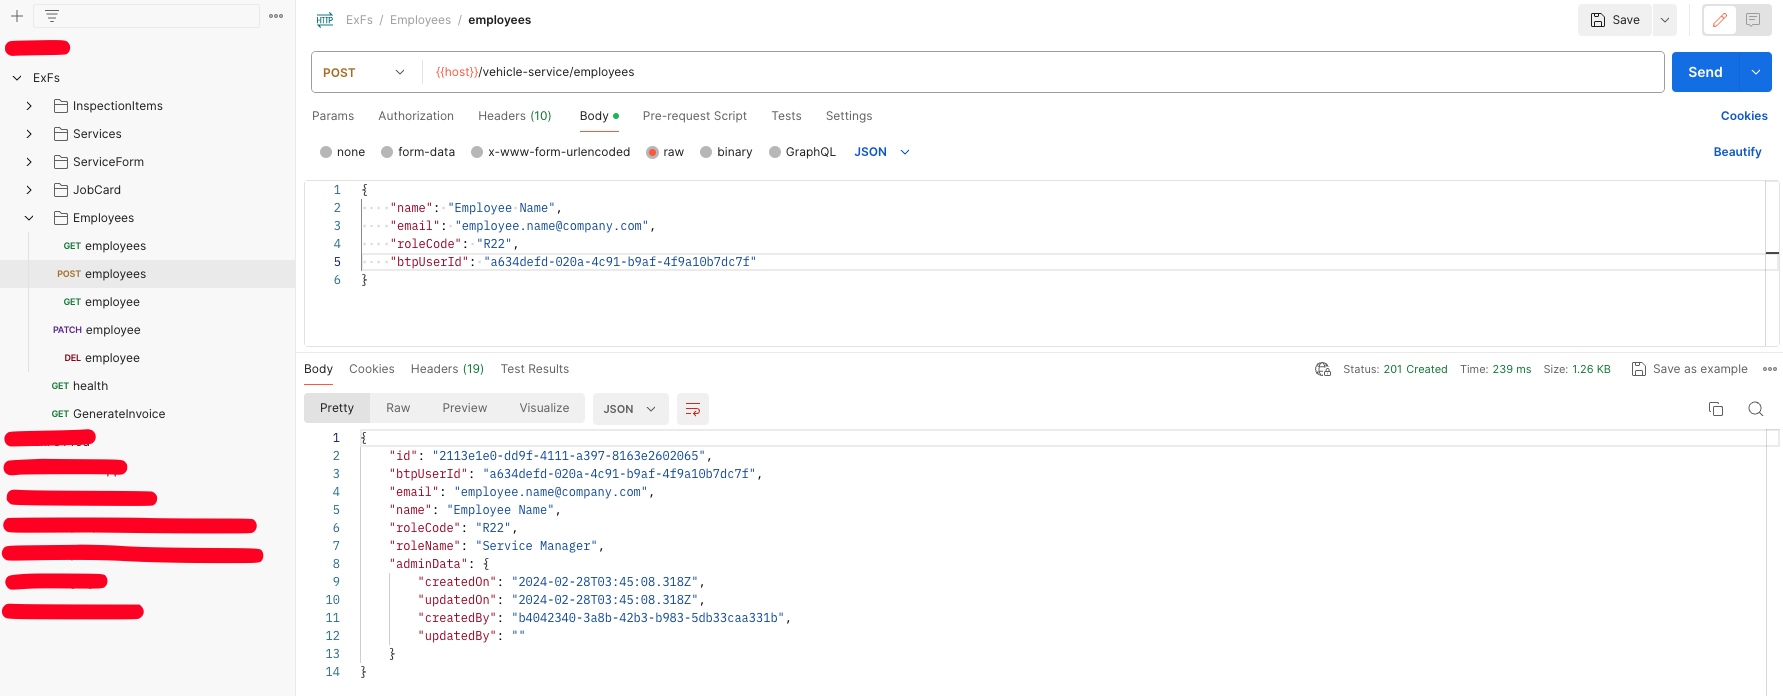 ExFs
InspectionItems
Services
ServiceForm
JobCard
Employees
GET employees
POST employees
GET employee
PATCH employee
DEL employee
GET health
GET GenerateInvoice
HTTP ExFs / Employees / employees
Save
POST {{host}}/vehicle-service/employees
Send
Params Authorization Headers (10) Body Pre-request Script Tests Settings Cookies
none form-data x-www-form-urlencoded raw binary GraphQL JSON Beautify
1 {
2 "name": "Employee Name",
3 "email": "employee.name@company.com",
4 "roleCode": "R22",
5 "btpUserId": "a634defd-020a-4c91-b9af-4f9a10b7dc7f"
6 }
Body Cookies Headers (19) Test Results Status: 201 Created Time: 239 ms Size: 1.26 KB Save as example
Pretty Raw Preview Visualize JSON
1 {
2 "id": "2113e1e0-dd9f-4111-a397-8163e2602065",
3 "btpUserId": "a634defd-020a-4c91-b9af-4f9a10b7dc7f",
4 "email": "employee.name@company.com",
5 "name": "Employee Name",
6 "roleCode": "R22",
7 "roleName": "Service Manager",
8 "adminData": {
9 "createdOn": "2024-02-28T03:45:08.318Z",
10 "updatedOn": "2024-02-28T03:45:08.318Z",
11 "createdBy": "b4042340-3a8b-42b3-b983-5db33caa331b",
12 "updatedBy": ""
13 }
14 }